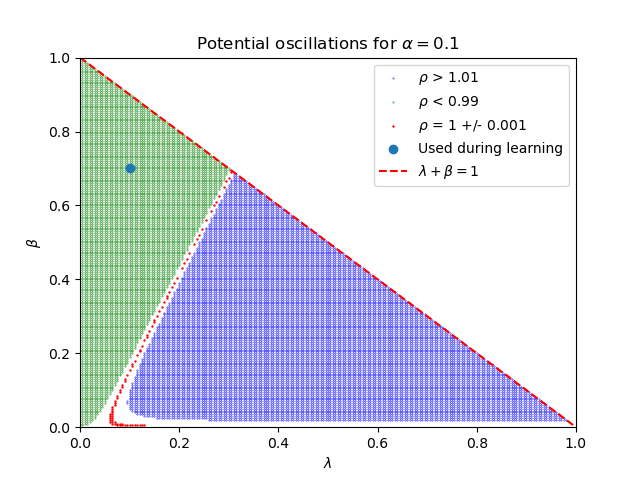 Potential oscillations for α = 0.1
ρ > 1.01
ρ < 0.99
ρ = 1 +/- 0.001
Used during learning
λ + β = 1
1.0
0.8
0.6
0.4
0.2
0.0
β
0.0 0.2 0.4 0.6 0.8 1.0
λ